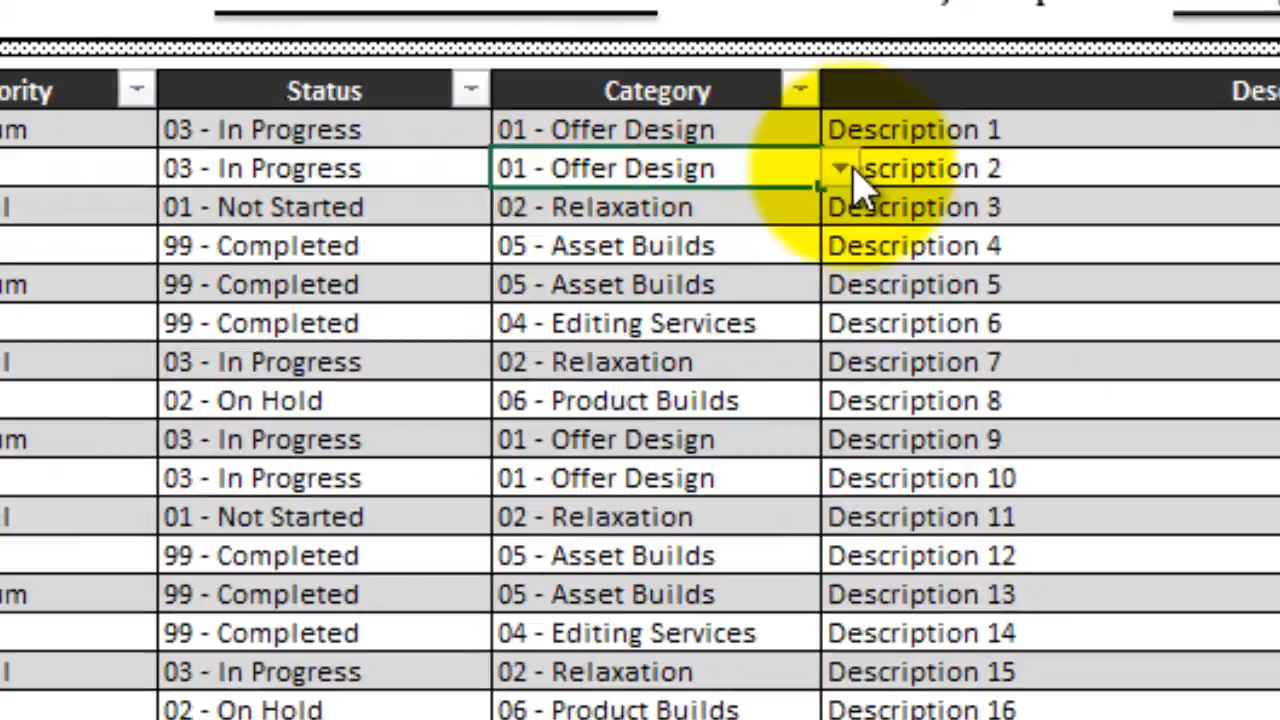 ority Status Category Des
um 03 - In Progress 01 - Offer Design Description 1
03 - In Progress 01 - Offer Design scription 2
l 01 - Not Started 02 - Relaxation Description 3
99 - Completed 05 - Asset Builds Description 4
um 99 - Completed 05 - Asset Builds Description 5
99 - Completed 04 - Editing Services Description 6
l 03 - In Progress 02 - Relaxation Description 7
02 - On Hold 06 - Product Builds Description 8
um 03 - In Progress 01 - Offer Design Description 9
03 - In Progress 01 - Offer Design Description 10
l 01 - Not Started 02 - Relaxation Description 11
99 - Completed 05 - Asset Builds Description 12
um 99 - Completed 05 - Asset Builds Description 13
99 - Completed 04 - Editing Services Description 14
l 03 - In Progress 02 - Relaxation Description 15
02 - On Hold 06 - Product Builds Description 16